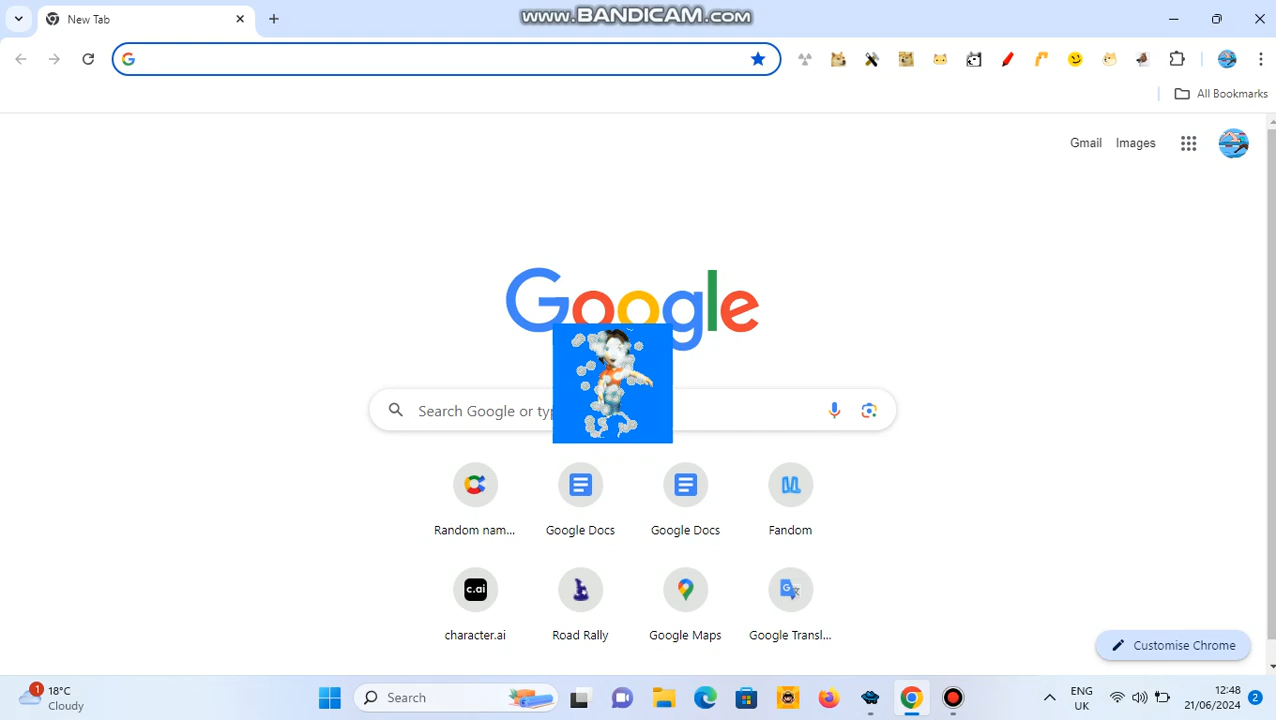 New Tab
WWW.BANDICAM.COM
All Bookmarks
Gmail
Images
Google
Search Google or typ
Random nam...
Google Docs
Google Docs
Fandom
c.ai
character.ai
Road Rally
Google Maps
Google Transl...
Customise Chrome
1
18°C
Cloudy
Search
ENG
UK
12:48
21/06/2024
2